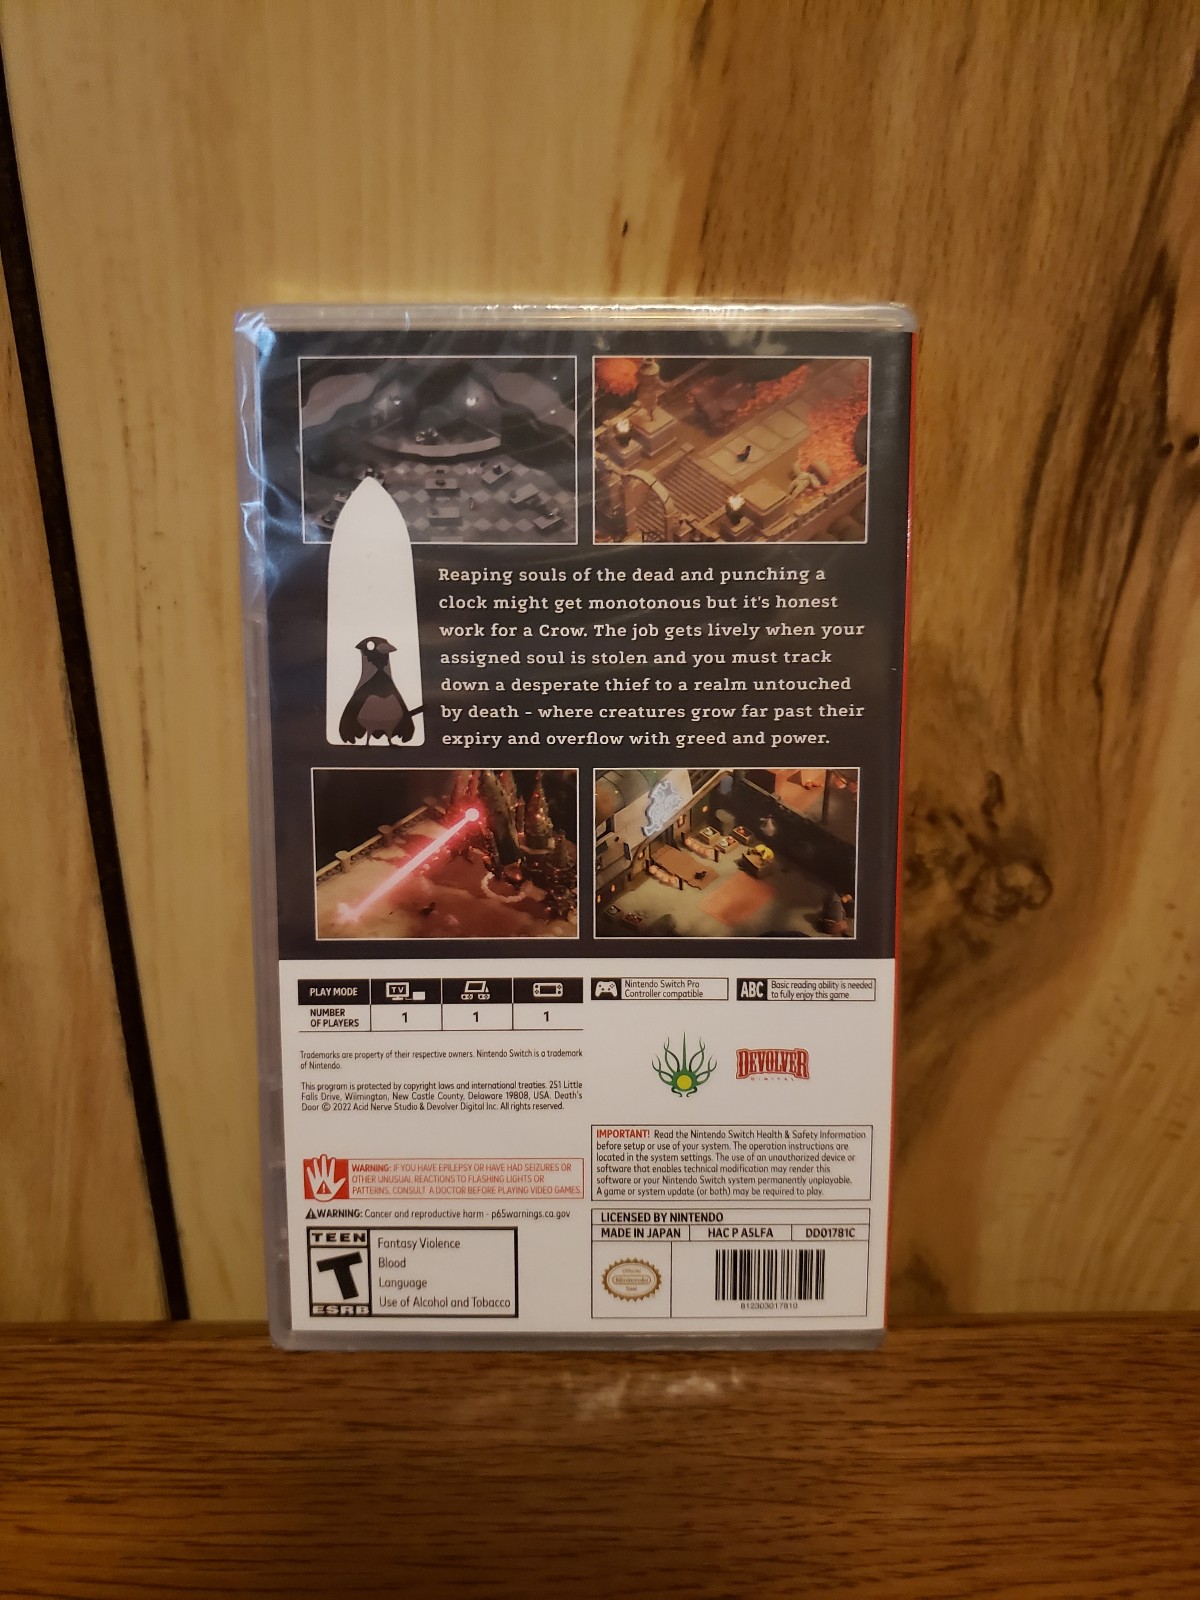 Reaping souls of the dead and punching a
clock might get monotonous but it's honest
work for a Crow. The job gets lively when your
assigned soul is stolen and you must track
down a desperate thief to a realm untouched
by death - where creatures grow far past their
expiry and overflow with greed and power.
PLAY MODE
TV
NUMBER
OF PLAYERS
1
1
1
Nintendo Switch Pro
Controller compatible
ABC
Basic reading ability is needed
to fully enjoy this game
Trademarks are property of their respective owners. Nintendo Switch is a trademark
of Nintendo.
This program is protected by copyright laws and international treaties. 251 Little
Falls Drive, Wilmington, New Castle County, Delaware 19808, USA. Death's
Door © 2022 Acid Nerve Studio & Devolver Digital Inc. All rights reserved.
DEVOLVER
DIGITAL
WARNING: IF YOU HAVE EPILEPSY OR HAVE HAD SEIZURES OR
OTHER UNUSUAL REACTIONS TO FLASHING LIGHTS OR
PATTERNS, CONSULT A DOCTOR BEFORE PLAYING VIDEO GAMES.
WARNING: Cancer and reproductive harm - p65warnings.ca.gov
IMPORTANT! Read the Nintendo Switch Health & Safety Information
before setup or use of your system. The operation instructions are
located in the system settings. The use of an unauthorized device or
software that enables technical modification may render this
software or your Nintendo Switch system permanently unplayable.
A game or system update (or both) may be required to play.
TEEN
T
ESRB
Fantasy Violence
Blood
Language
Use of Alcohol and Tobacco
LICENSED BY NINTENDO
MADE IN JAPAN
HAC P ASLFA
DD01781C
Official
Nintendo
Seal
812303017810